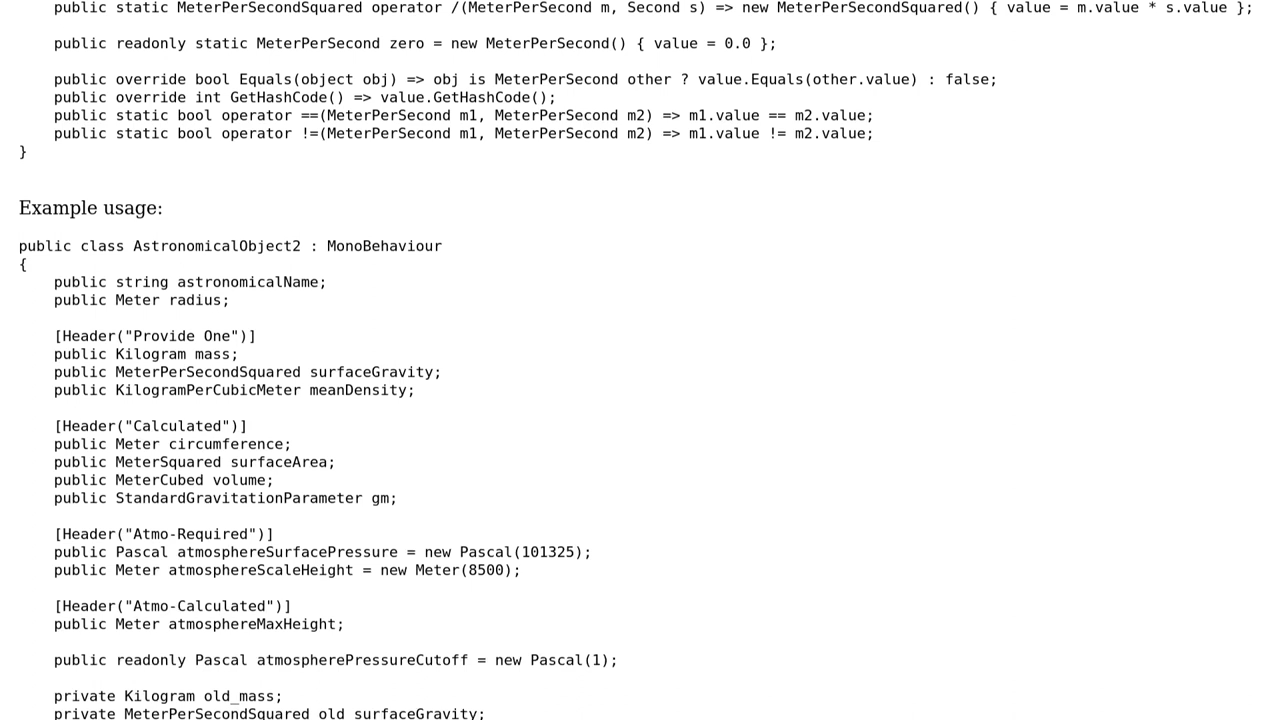 public static MeterPerSecondSquared operator /(MeterPerSecond m, Second s) => new MeterPerSecondSquared() { value = m.value * s.value };
public readonly static MeterPerSecond zero = new MeterPerSecond() { value = 0.0 };
public override bool Equals(object obj) => obj is MeterPerSecond other ? value.Equals(other.value) : false;
public override int GetHashCode() => value.GetHashCode();
public static bool operator ==(MeterPerSecond m1, MeterPerSecond m2) => m1.value == m2.value;
public static bool operator !=(MeterPerSecond m1, MeterPerSecond m2) => m1.value != m2.value;
}
Example usage:
public class AstronomicalObject2 : MonoBehaviour
{
public string astronomicalName;
public Meter radius;
[Header("Provide One")]
public Kilogram mass;
public MeterPerSecondSquared surfaceGravity;
public KilogramPerCubicMeter meanDensity;
[Header("Calculated")]
public Meter circumference;
public MeterSquared surfaceArea;
public MeterCubed volume;
public StandardGravitationParameter gm;
[Header("Atmo-Required")]
public Pascal atmosphereSurfacePressure = new Pascal(101325);
public Meter atmosphereScaleHeight = new Meter(8500);
[Header("Atmo-Calculated")]
public Meter atmosphereMaxHeight;
public readonly Pascal atmospherePressureCutoff = new Pascal(1);
private Kilogram old_mass;
private MeterPerSecondSquared old_surfaceGravity;